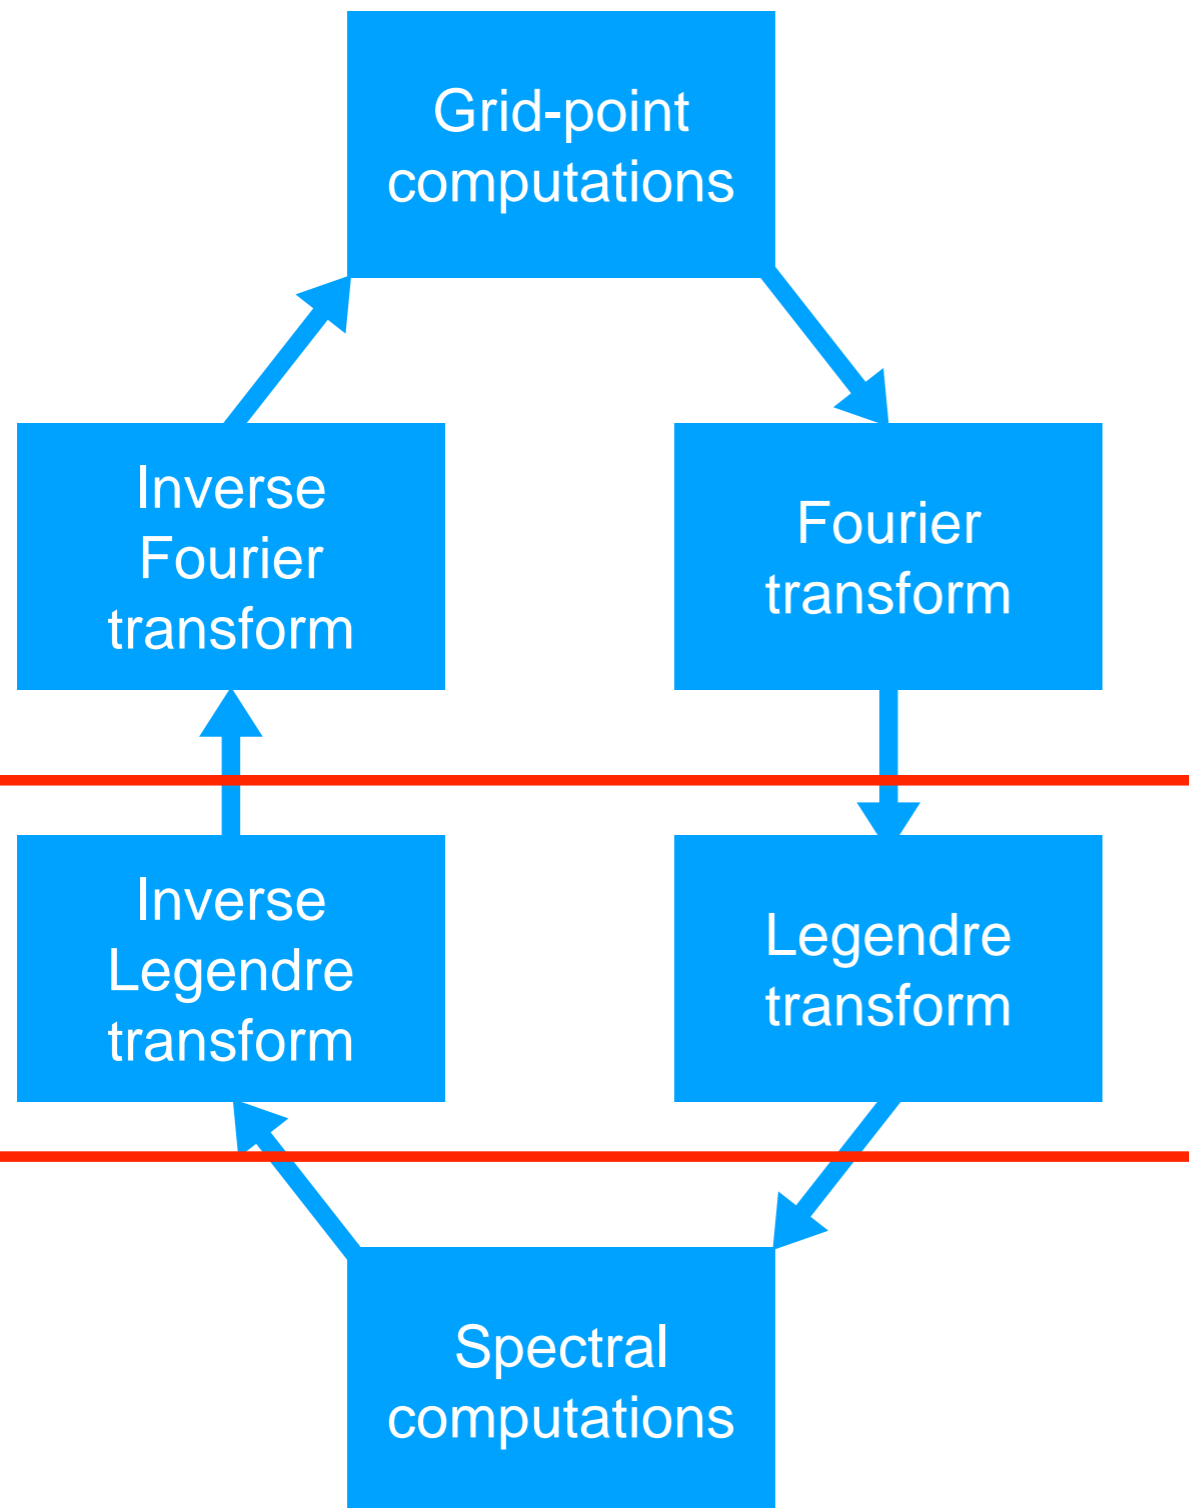 Grid-point
computations
Inverse
Fourier
transform
Fourier
transform
Inverse
Legendre
transform
Legendre
transform
Spectral
computations